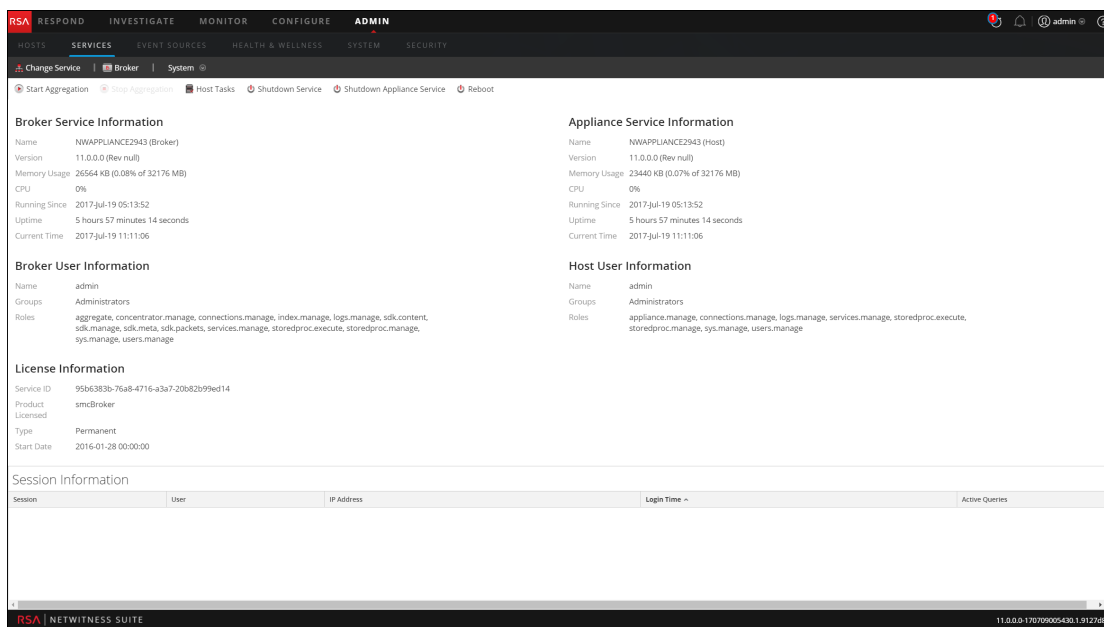 RSA RESPOND INVESTIGATE MONITOR CONFIGURE ADMIN 1 admin
HOSTS SERVICES EVENT SOURCES HEALTH & WELLNESS SYSTEM SECURITY
Change Service | Broker | System
Start Aggregation Stop Aggregation Host Tasks Shutdown Service Shutdown Appliance Service Reboot
Broker Service Information
Name NWAPPLIANCE2943 (Broker)
Version 11.0.0.0 (Rev null)
Memory Usage 26564 KB (0.08% of 32176 MB)
CPU 0%
Running Since 2017-Jul-19 05:13:52
Uptime 5 hours 57 minutes 14 seconds
Current Time 2017-Jul-19 11:11:06
Appliance Service Information
Name NWAPPLIANCE2943 (Host)
Version 11.0.0.0 (Rev null)
Memory Usage 23440 KB (0.07% of 32176 MB)
CPU 0%
Running Since 2017-Jul-19 05:13:52
Uptime 5 hours 57 minutes 14 seconds
Current Time 2017-Jul-19 11:11:06
Broker User Information
Name admin
Groups Administrators
Roles aggregate, concentrator.manage, connections.manage, index.manage, logs.manage, sdk.content,
sdk.manage, sdk.meta, sdk.packets, services.manage, storedproc.execute, storedproc.manage,
sys.manage, users.manage
Host User Information
Name admin
Groups Administrators
Roles appliance.manage, connections.manage, logs.manage, services.manage, storedproc.execute,
storedproc.manage, sys.manage, users.manage
License Information
Service ID 95b6383b-76a8-4716-a3a7-20b82b99ed14
Product smcBroker
Licensed
Type Permanent
Start Date 2016-01-28 00:00:00
Session Information
Session User IP Address Login Time Active Queries
RSA | NETWITNESS SUITE 11.0.0.0-170709005430.1.9127d8